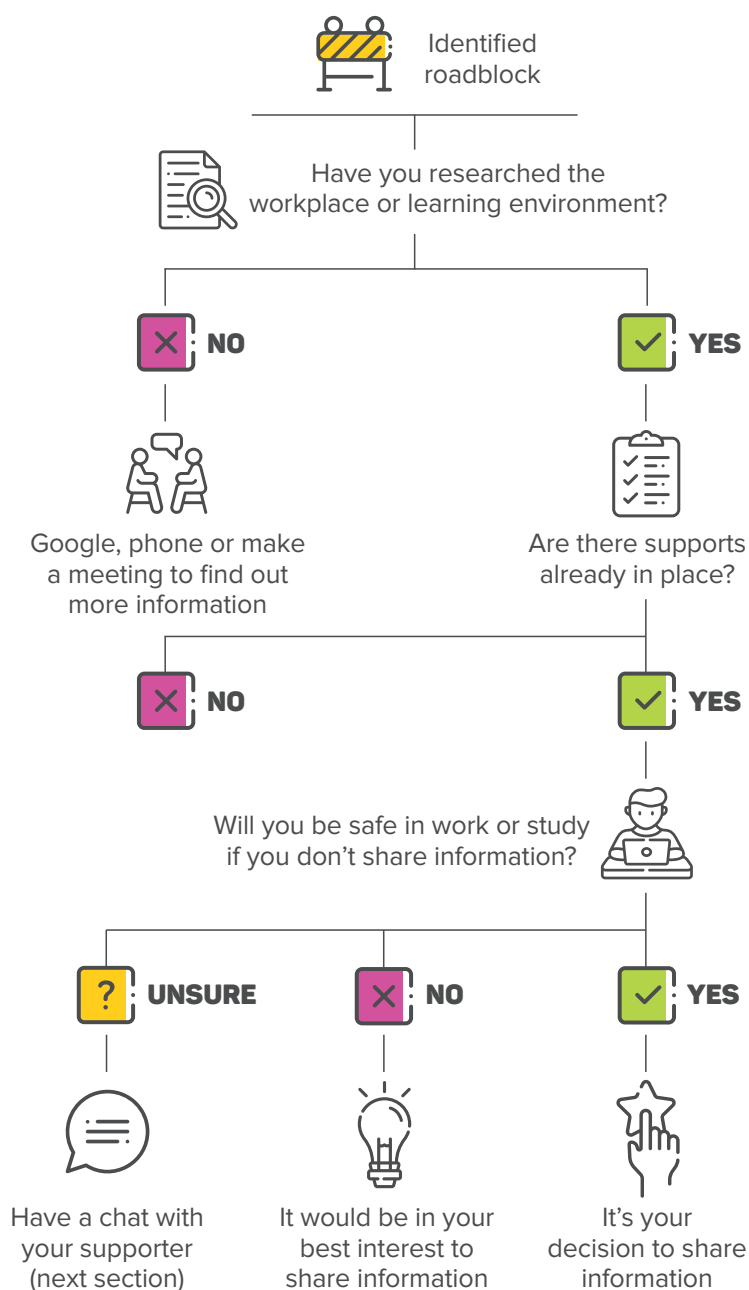 Identified
roadblock
Have you researched the
workplace or learning environment?
NO
YES
Google, phone or make
a meeting to find out
more information
Are there supports
already in place?
NO
YES
Will you be safe in work or study
if you don’t share information?
?
UNSURE
NO
YES
Have a chat with
your supporter
(next section)
It would be in your
best interest to
share information
It’s your
decision to share
information